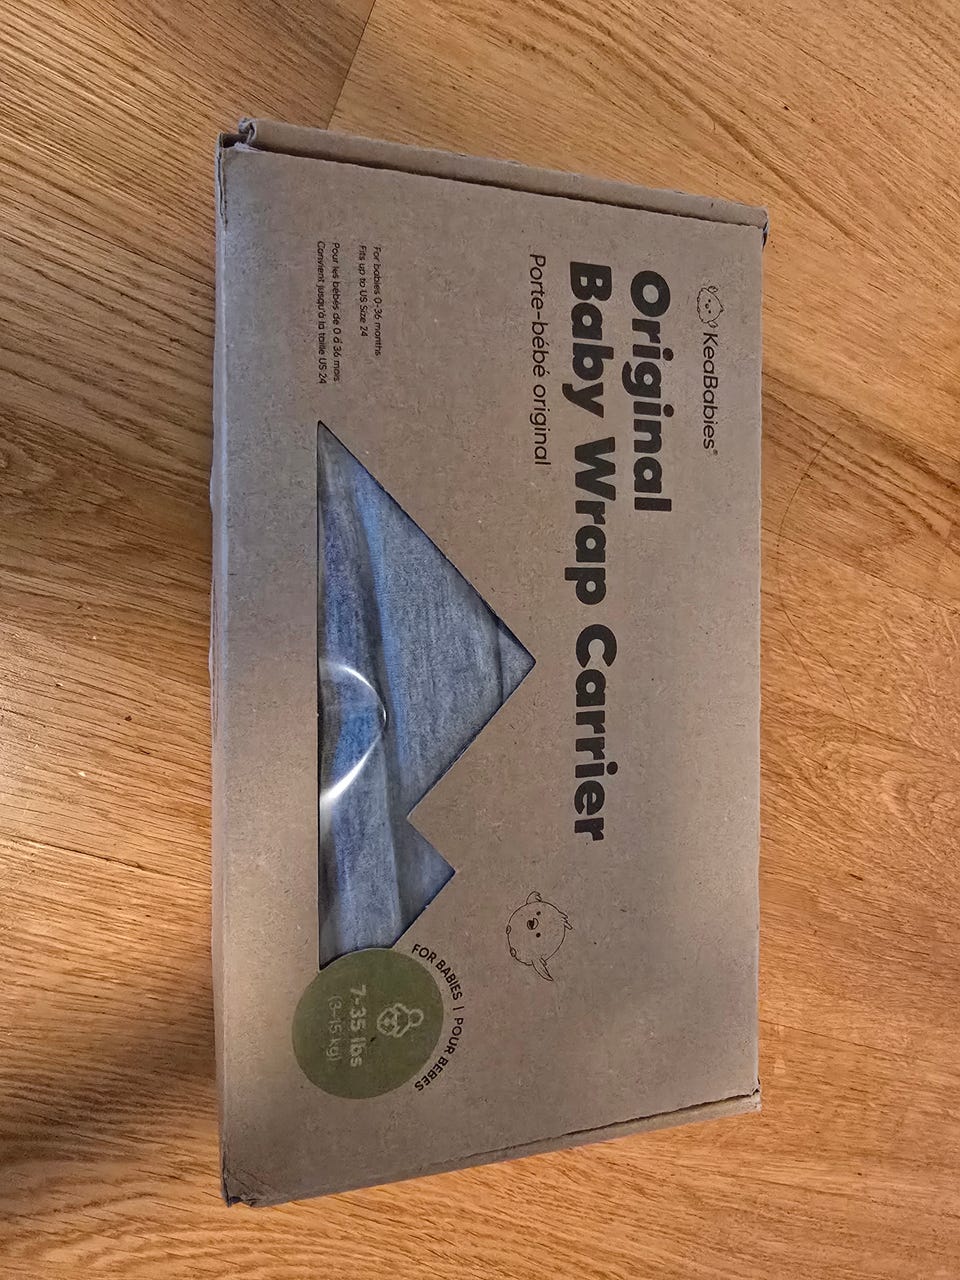 KeaBabies®
Original
Baby Wrap Carrier
Porte-bébé original
For babies 0-36 months
Fits up to US Size 24
Pour les bébés de 0 à 36 mois
Convient jusqu'à la taille US 24
FOR BABIES | POUR BEBES
7-35 lbs
(3-15 kg)